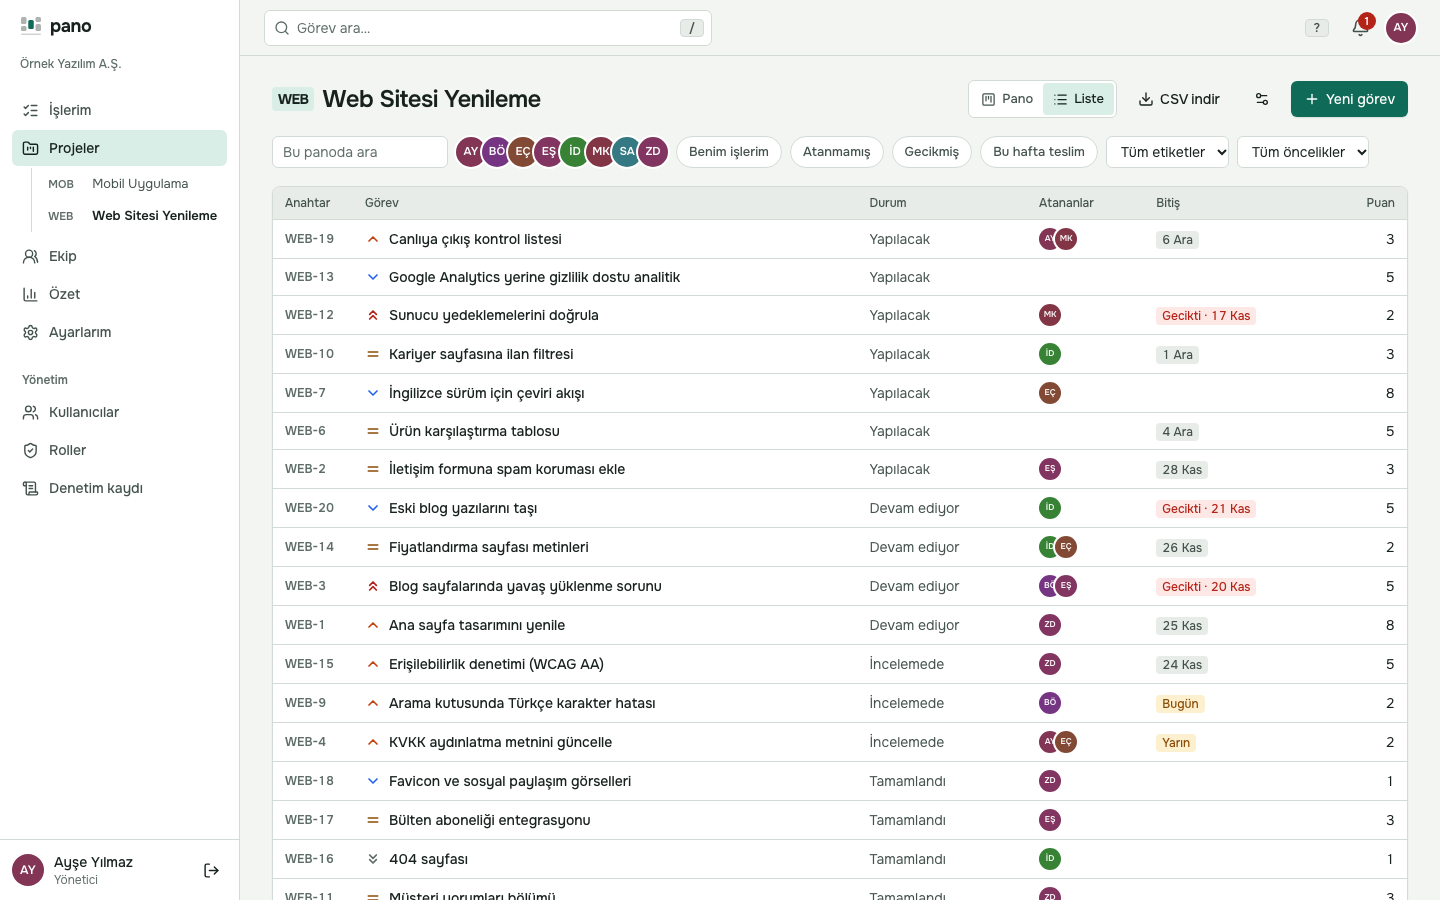 pano
Örnek Yazılım A.Ş.
İşlerim
Projeler
MOB Mobil Uygulama
WEB Web Sitesi Yenileme
Ekip
Özet
Ayarlarım
Yönetim
Kullanıcılar
Roller
Denetim kaydı
AY Ayşe Yılmaz
Yönetici
Görev ara... /
? 1 AY
WEB Web Sitesi Yenileme
Pano Liste CSV indir Yeni görev
Bu panoda ara AY BÖ EÇ EŞ İD MK SA ZD Benim işlerim Atanmamış Gecikmiş Bu hafta teslim Tüm etiketler Tüm öncelikler
Anahtar Görev Durum Atananlar Bitiş Puan
WEB-19 Canlıya çıkış kontrol listesi Yapılacak AY MK 6 Ara 3
WEB-13 Google Analytics yerine gizlilik dostu analitik Yapılacak 5
WEB-12 Sunucu yedeklemelerini doğrula Yapılacak MK Gecikti · 17 Kas 2
WEB-10 Kariyer sayfasına ilan filtresi Yapılacak İD 1 Ara 3
WEB-7 İngilizce sürüm için çeviri akışı Yapılacak EÇ 8
WEB-6 Ürün karşılaştırma tablosu Yapılacak 4 Ara 5
WEB-2 İletişim formuna spam koruması ekle Yapılacak EŞ 28 Kas 3
WEB-20 Eski blog yazılarını taşı Devam ediyor İD Gecikti · 21 Kas 5
WEB-14 Fiyatlandırma sayfası metinleri Devam ediyor İD EÇ 26 Kas 2
WEB-3 Blog sayfalarında yavaş yüklenme sorunu Devam ediyor BÖ EŞ Gecikti · 20 Kas 5
WEB-1 Ana sayfa tasarımını yenile Devam ediyor ZD 25 Kas 8
WEB-15 Erişilebilirlik denetimi (WCAG AA) İncelemede ZD 24 Kas 5
WEB-9 Arama kutusunda Türkçe karakter hatası İncelemede BÖ Bugün 2
WEB-4 KVKK aydınlatma metnini güncelle İncelemede AY EÇ Yarın 2
WEB-18 Favicon ve sosyal paylaşım görselleri Tamamlandı ZD 1
WEB-17 Bülten aboneliği entegrasyonu Tamamlandı EŞ 3
WEB-16 404 sayfası Tamamlandı İD 1
WEB-11 Müşteri yorumları bölümü Tamamlandı ZD 3